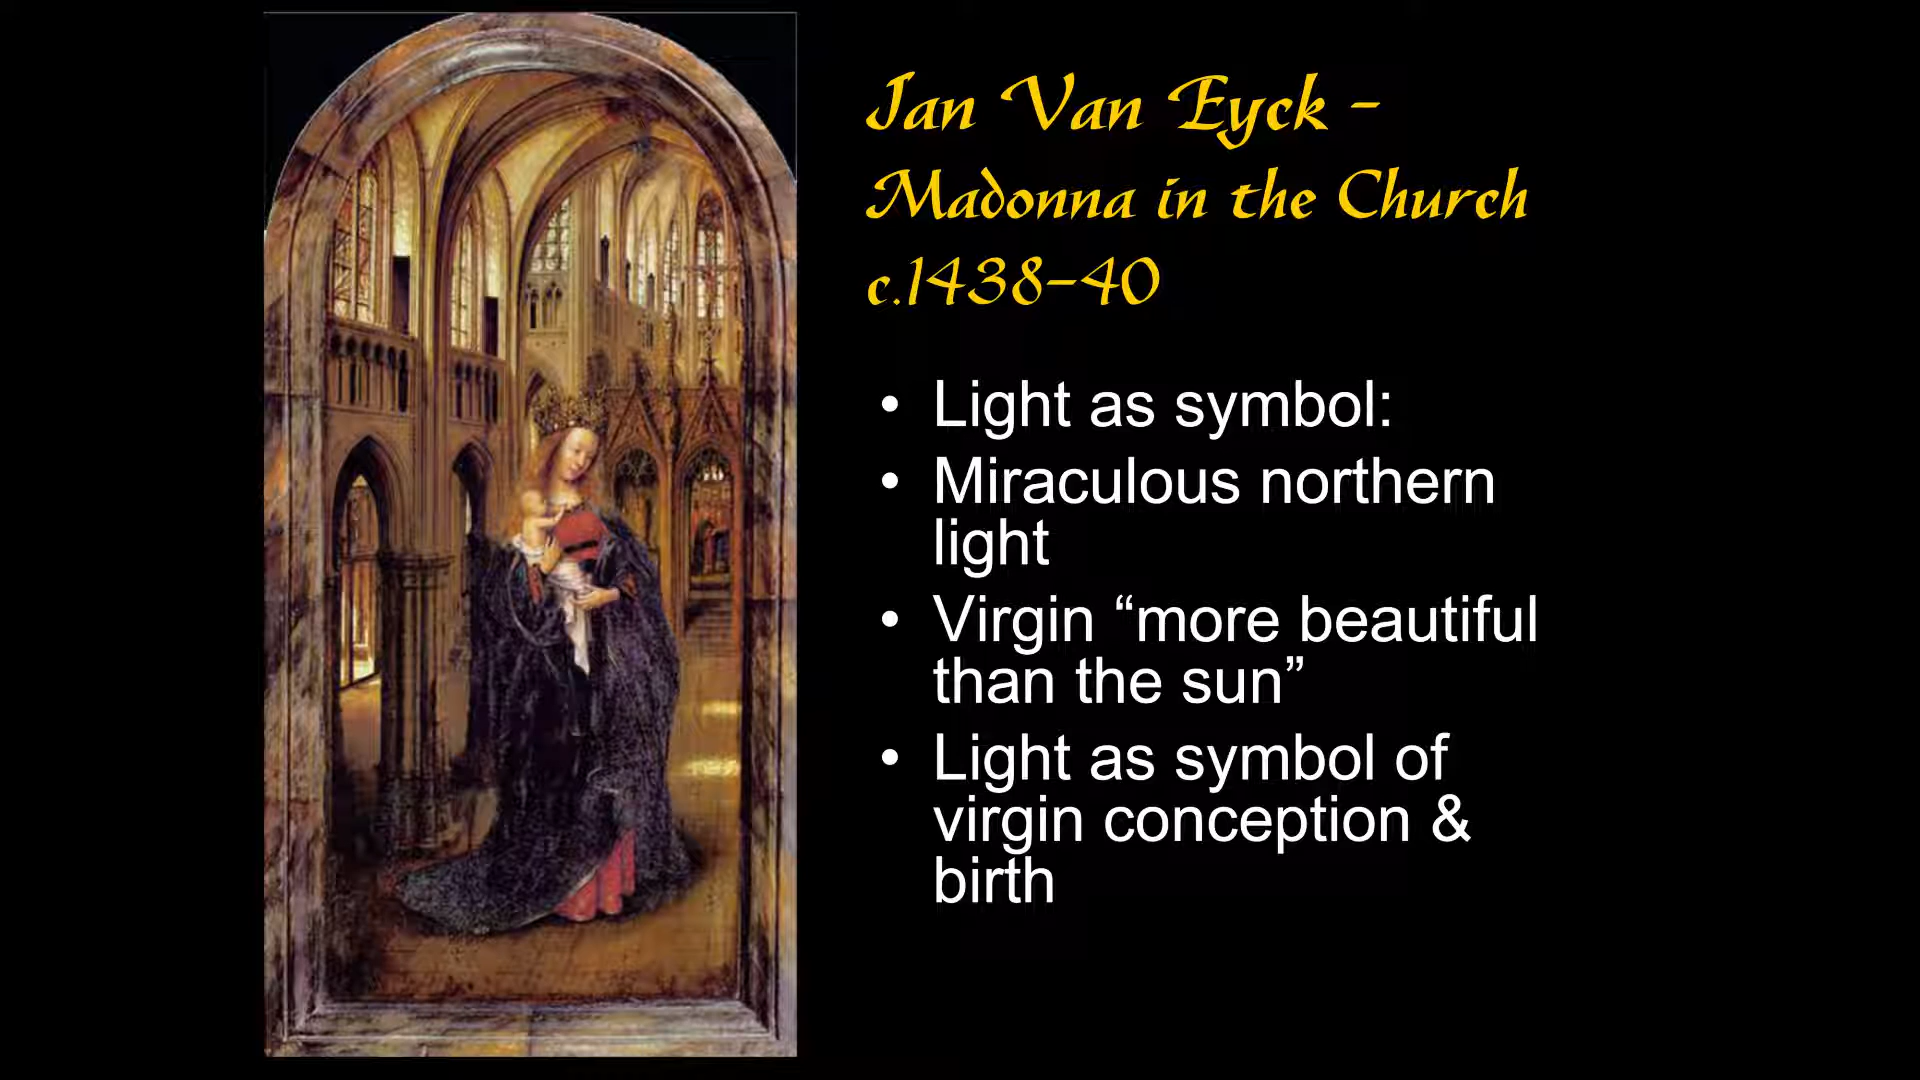 Jan Van Eyck -
Madonna in the Church
c.1438-40
• Light as symbol:
• Miraculous northern
light
• Virgin “more beautiful
than the sun”
• Light as symbol of
virgin conception &
birth